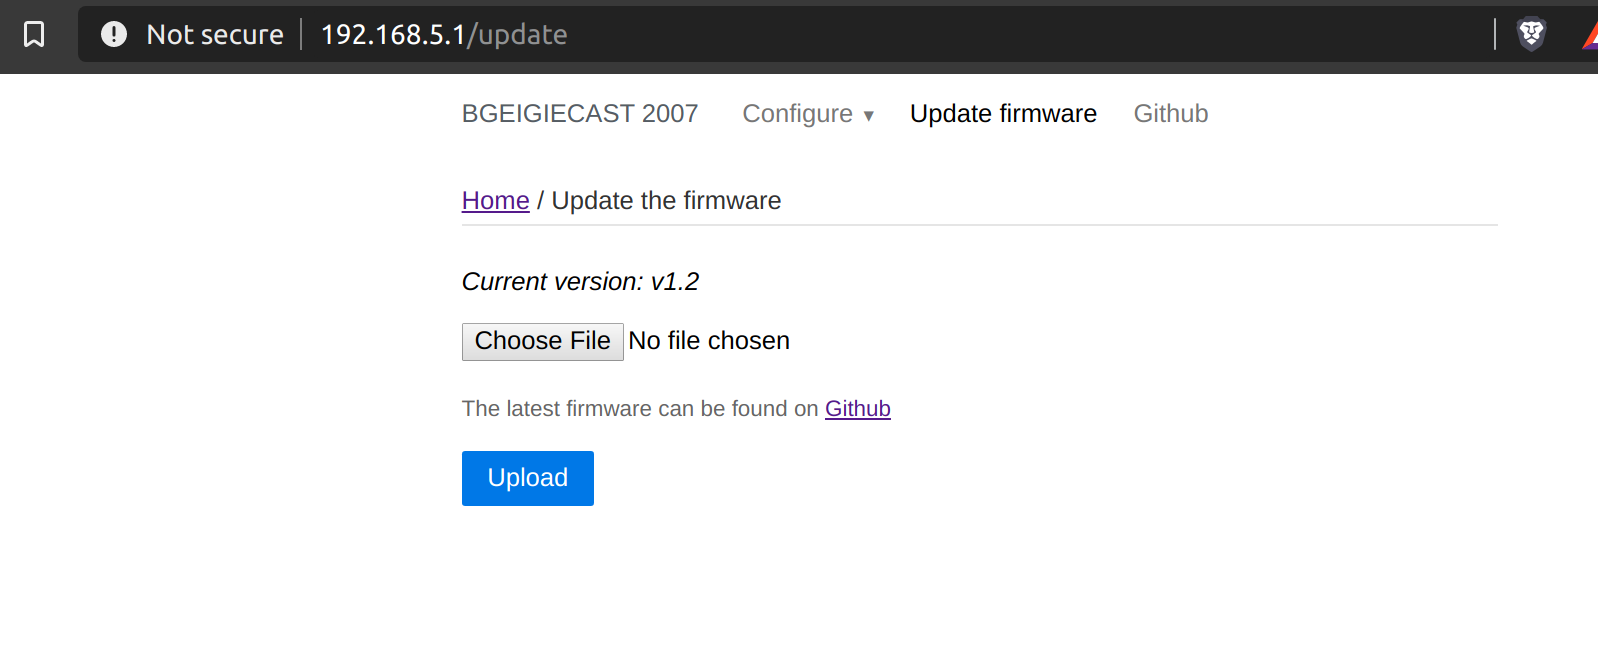 Not secure 192.168.5.1/update
BGEIGIECAST 2007 Configure ▾ Update firmware Github
Home / Update the firmware
Current version: v1.2
Choose File No file chosen
The latest firmware can be found on Github
Upload